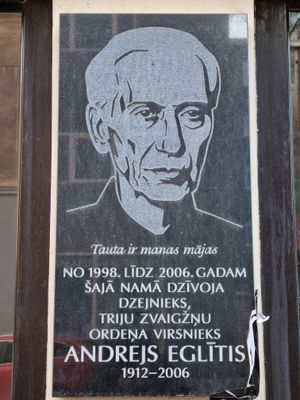 Tauta ir manas mājas
NO 1998. LĪDZ 2006. GADAM
ŠAJĀ NAMĀ DZĪVOJA
DZEJNIEKS,
TRIJU ZVAIGŽŅU
ORDEŅA VIRSNIEKS
ANDREJS EGLĪTIS
1912–2006